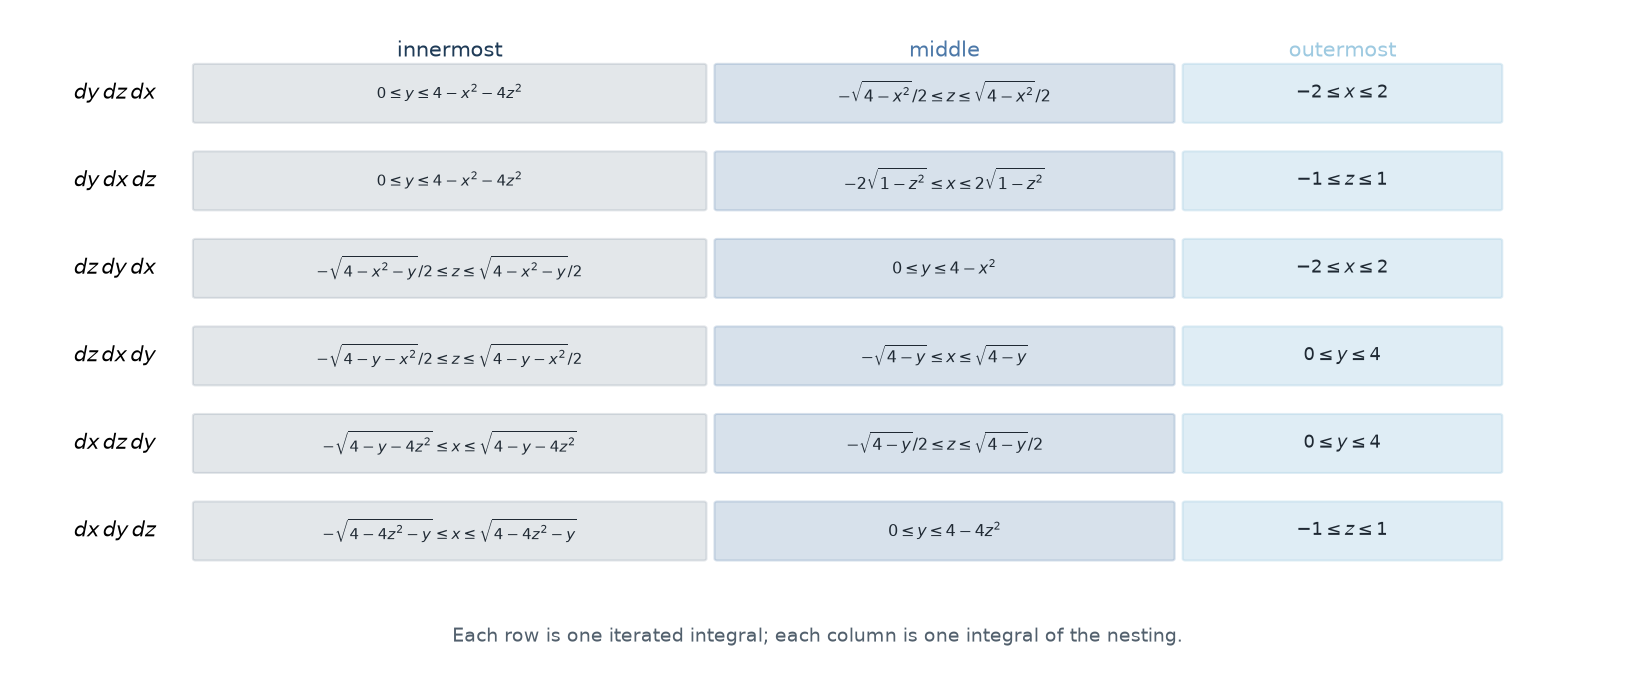 innermost middle outermost
dy dz dx 0 ≤ y ≤ 4 − x² − 4z² −√(4 − x²)/2 ≤ z ≤ √(4 − x²)/2 −2 ≤ x ≤ 2
dy dx dz 0 ≤ y ≤ 4 − x² − 4z² −2√(1 − z²) ≤ x ≤ 2√(1 − z²) −1 ≤ z ≤ 1
dz dy dx −√(4 − x² − y)/2 ≤ z ≤ √(4 − x² − y)/2 0 ≤ y ≤ 4 − x² −2 ≤ x ≤ 2
dz dx dy −√(4 − y − x²)/2 ≤ z ≤ √(4 − y − x²)/2 −√(4 − y) ≤ x ≤ √(4 − y) 0 ≤ y ≤ 4
dx dz dy −√(4 − y − 4z²) ≤ x ≤ √(4 − y − 4z²) −√(4 − y)/2 ≤ z ≤ √(4 − y)/2 0 ≤ y ≤ 4
dx dy dz −√(4 − 4z² − y) ≤ x ≤ √(4 − 4z² − y) 0 ≤ y ≤ 4 − 4z² −1 ≤ z ≤ 1
Each row is one iterated integral; each column is one integral of the nesting.